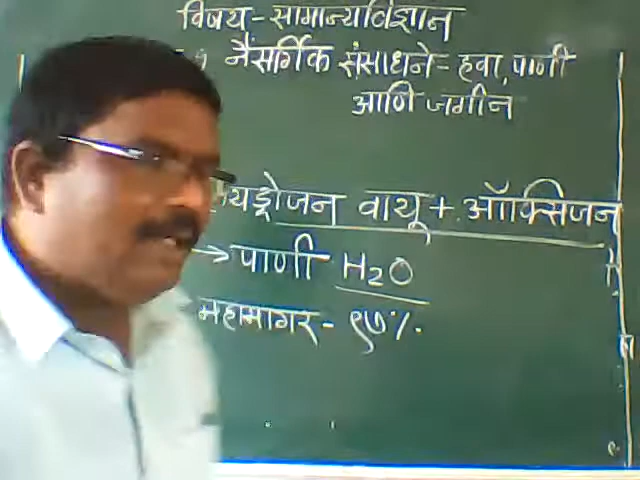 विषय - सामान्यविज्ञान
नैसर्गिक संसाधने - हवा, पाणी
आणि जमीन
यड्रोजन वायू + ऑक्सिजन
→ पाणी H₂O
महासागर - ९७%.